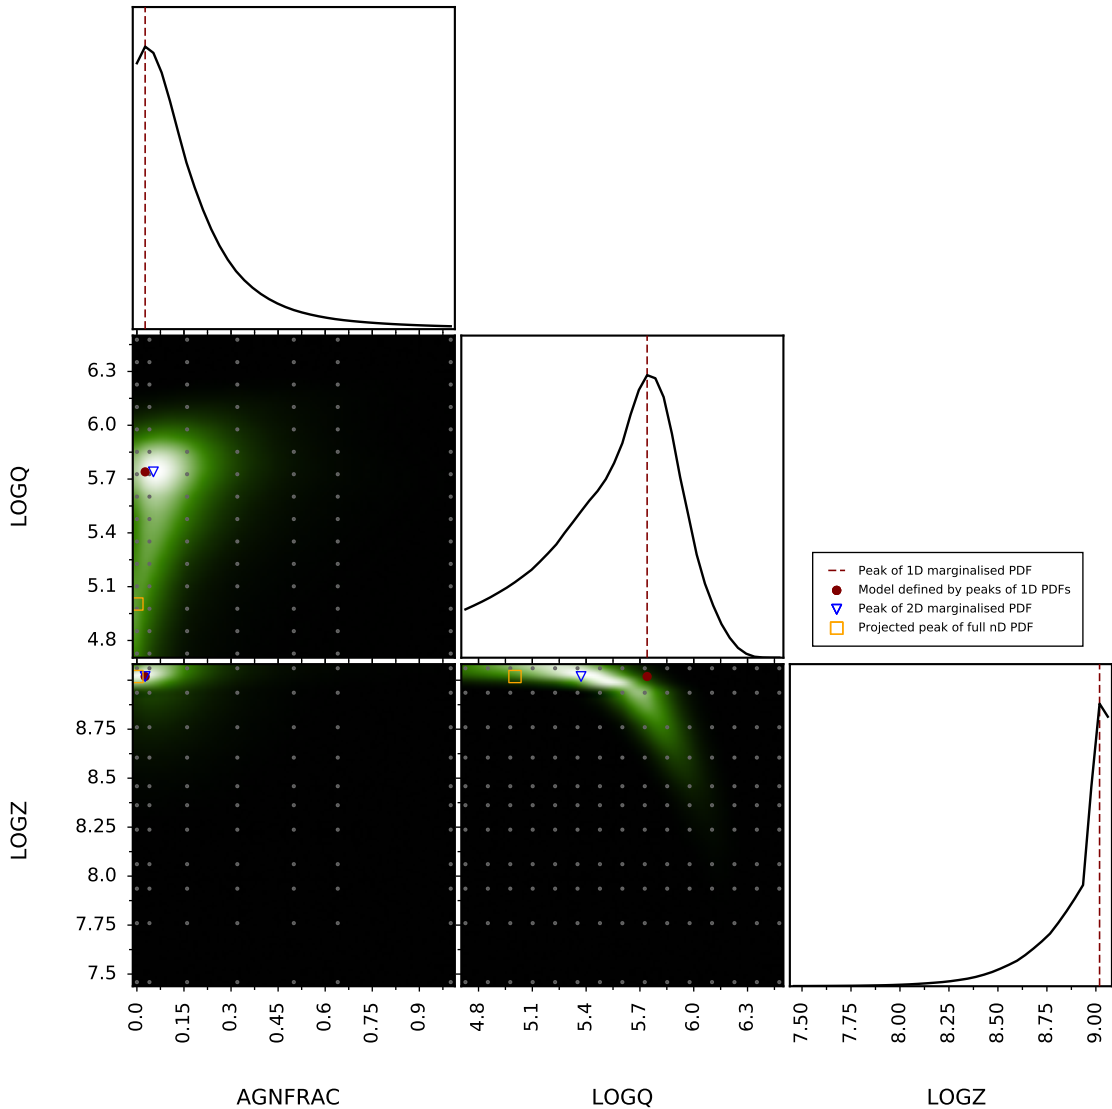 6.3
6.0
5.7
5.4
5.1
4.8
LOGQ
Peak of 1D marginalised PDF
Model defined by peaks of 1D PDFs
Peak of 2D marginalised PDF
Projected peak of full nD PDF
8.75
8.5
8.25
8.0
7.75
7.5
LOGZ
0.0 0.15 0.3 0.45 0.6 0.75 0.9
4.8 5.1 5.4 5.7 6.0 6.3
7.50 7.75 8.00 8.25 8.50 8.75 9.00
AGNFRAC LOGQ LOGZ